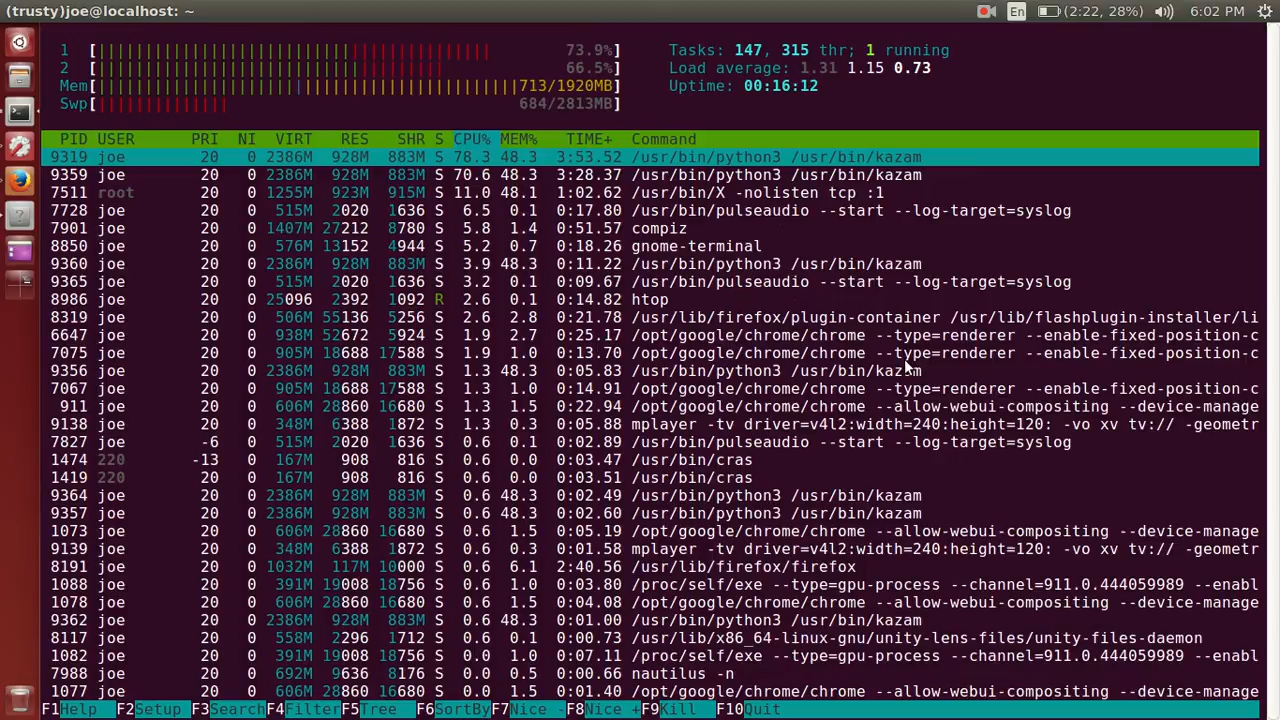 (trusty)joe@localhost: ~ En (2:22, 28%) 6:02 PM
1 [ 73.9%] Tasks: 147, 315 thr; 1 running
2 [ 66.5%] Load average: 1.31 1.15 0.73
Mem[ 713/1920MB] Uptime: 00:16:12
Swp[ 684/2813MB]
PID USER PRI NI VIRT RES SHR S CPU% MEM% TIME+ Command
9319 joe 20 0 2386M 928M 883M S 78.3 48.3 3:53.52 /usr/bin/python3 /usr/bin/kazam
9359 joe 20 0 2386M 928M 883M S 70.6 48.3 3:28.37 /usr/bin/python3 /usr/bin/kazam
7511 root 20 0 1255M 923M 915M S 11.0 48.1 1:02.62 /usr/bin/X -nolisten tcp :1
7728 joe 20 0 515M 2020 1636 S 6.5 0.1 0:17.80 /usr/bin/pulseaudio --start --log-target=syslog
7901 joe 20 0 1407M 27212 8780 S 5.8 1.4 0:51.57 compiz
8850 joe 20 0 576M 13152 4944 S 5.2 0.7 0:18.26 gnome-terminal
9360 joe 20 0 2386M 928M 883M S 3.9 48.3 0:11.22 /usr/bin/python3 /usr/bin/kazam
9365 joe 20 0 515M 2020 1636 S 3.2 0.1 0:09.67 /usr/bin/pulseaudio --start --log-target=syslog
8986 joe 20 0 25096 2392 1092 R 2.6 0.1 0:14.82 htop
8319 joe 20 0 506M 55136 5256 S 2.6 2.8 0:21.78 /usr/lib/firefox/plugin-container /usr/lib/flashplugin-installer/li
6647 joe 20 0 938M 52672 5924 S 1.9 2.7 0:25.17 /opt/google/chrome/chrome --type=renderer --enable-fixed-position-c
7075 joe 20 0 905M 18688 17588 S 1.9 1.0 0:13.70 /opt/google/chrome/chrome --type=renderer --enable-fixed-position-c
9356 joe 20 0 2386M 928M 883M S 1.3 48.3 0:05.83 /usr/bin/python3 /usr/bin/kazam
7067 joe 20 0 905M 18688 17588 S 1.3 1.0 0:14.91 /opt/google/chrome/chrome --type=renderer --enable-fixed-position-c
911 joe 20 0 606M 28860 16680 S 1.3 1.5 0:22.94 /opt/google/chrome/chrome --allow-webui-compositing --device-manage
9138 joe 20 0 348M 6388 1872 S 1.3 0.3 0:05.88 mplayer -tv driver=v4l2:width=240:height=120: -vo xv tv:// -geometr
7827 joe -6 0 515M 2020 1636 S 0.6 0.1 0:02.89 /usr/bin/pulseaudio --start --log-target=syslog
1474 220 -13 0 167M 908 816 S 0.6 0.0 0:03.47 /usr/bin/cras
1419 220 20 0 167M 908 816 S 0.6 0.0 0:03.51 /usr/bin/cras
9364 joe 20 0 2386M 928M 883M S 0.6 48.3 0:02.49 /usr/bin/python3 /usr/bin/kazam
9357 joe 20 0 2386M 928M 883M S 0.6 48.3 0:02.60 /usr/bin/python3 /usr/bin/kazam
1073 joe 20 0 606M 28860 16680 S 0.6 1.5 0:05.19 /opt/google/chrome/chrome --allow-webui-compositing --device-manage
9139 joe 20 0 348M 6388 1872 S 0.6 0.3 0:01.58 mplayer -tv driver=v4l2:width=240:height=120: -vo xv tv:// -geometr
8191 joe 20 0 1032M 117M 10000 S 0.6 6.1 2:40.56 /usr/lib/firefox/firefox
1088 joe 20 0 391M 19008 18756 S 0.6 1.0 0:03.80 /proc/self/exe --type=gpu-process --channel=911.0.444059989 --enabl
1078 joe 20 0 606M 28860 16680 S 0.6 1.5 0:04.08 /opt/google/chrome/chrome --allow-webui-compositing --device-manage
9362 joe 20 0 2386M 928M 883M S 0.6 48.3 0:01.00 /usr/bin/python3 /usr/bin/kazam
8117 joe 20 0 558M 2296 1712 S 0.6 0.1 0:00.73 /usr/lib/x86_64-linux-gnu/unity-lens-files/unity-files-daemon
1082 joe 20 0 391M 19008 18756 S 0.0 1.0 0:07.11 /proc/self/exe --type=gpu-process --channel=911.0.444059989 --enabl
7988 joe 20 0 692M 9636 8176 S 0.0 0.5 0:00.66 nautilus -n
1077 joe 20 0 606M 28860 16680 S 0.0 1.5 0:01.40 /opt/google/chrome/chrome --allow-webui-compositing --device-manage
F1Help F2Setup F3SearchF4FilterF5Tree F6SortByF7Nice -F8Nice +F9Kill F10Quit